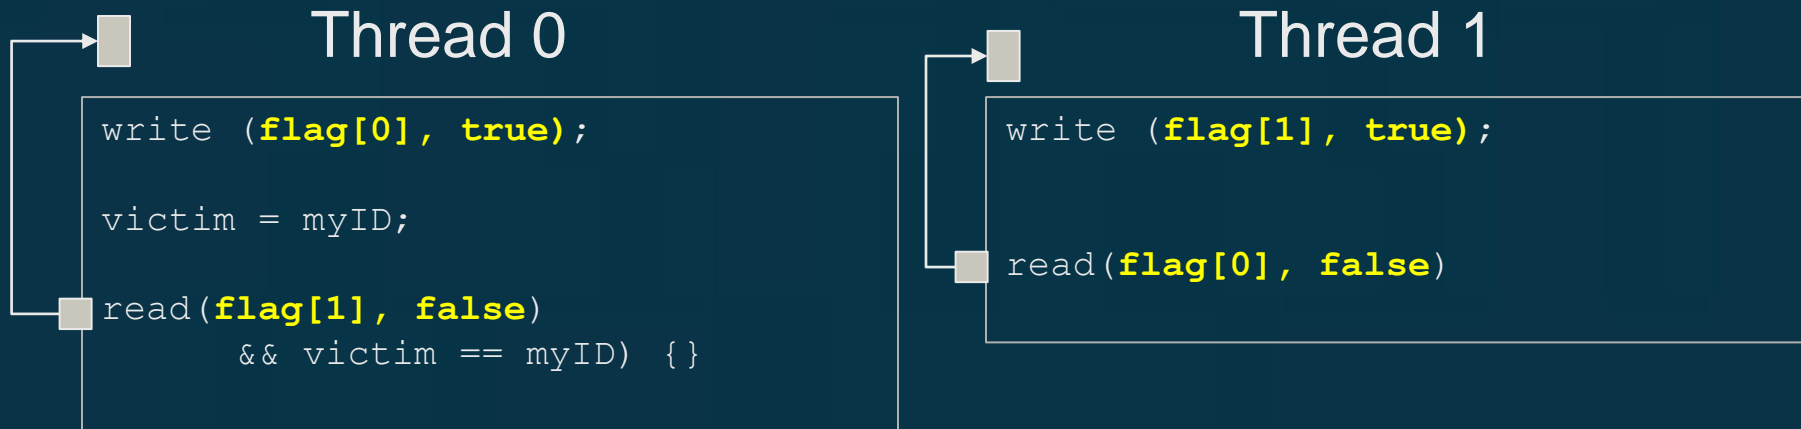 Thread 0
write (flag[0], true);
victim = myID;
read(flag[1], false)
&& victim == myID) {}
Thread 1
write (flag[1], true);
read(flag[0], false)